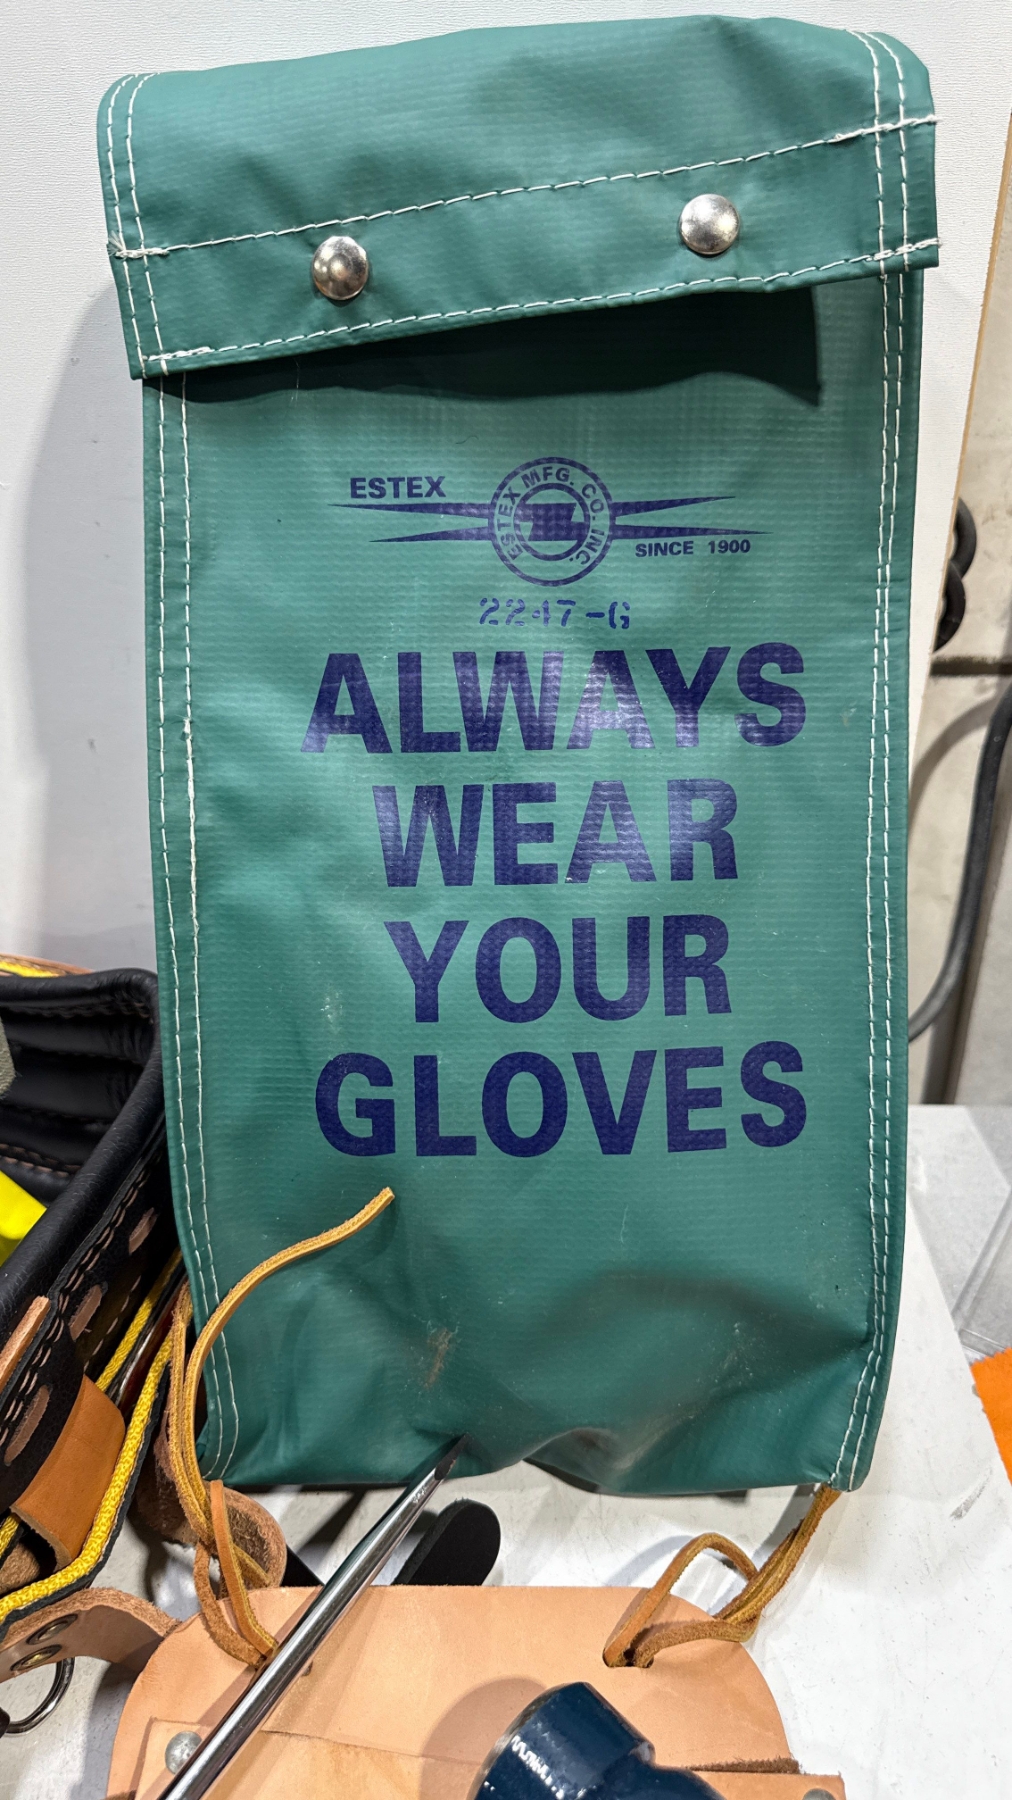 ESTEX
ESTEX MFG. CO. INC.
SINCE 1900
2247-G
ALWAYS
WEAR
YOUR
GLOVES